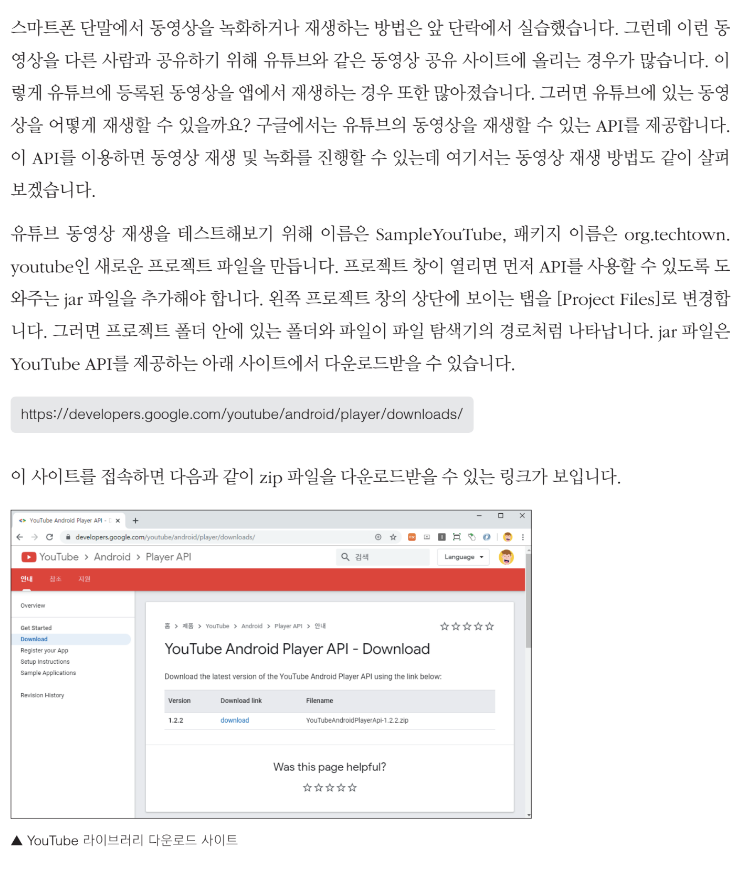 스마트폰 단말에서 동영상을 녹화하거나 재생하는 방법은 앞 단락에서 실습했습니다. 그런데 이런 동
영상을 다른 사람과 공유하기 위해 유튜브와 같은 동영상 공유 사이트에 올리는 경우가 많습니다. 이
렇게 유튜브에 등록된 동영상을 앱에서 재생하는 경우 또한 많아졌습니다. 그러면 유튜브에 있는 동영
상을 어떻게 재생할 수 있을까요? 구글에서는 유튜브의 동영상을 재생할 수 있는 API를 제공합니다.
이 API를 이용하면 동영상 재생 및 녹화를 진행할 수 있는데 여기서는 동영상 재생 방법도 같이 살펴
보겠습니다.
유튜브 동영상 재생을 테스트해보기 위해 이름은 SampleYouTube, 패키지 이름은 org.techtown.
youtube인 새로운 프로젝트 파일을 만듭니다. 프로젝트 창이 열리면 먼저 API를 사용할 수 있도록 도
와주는 jar 파일을 추가해야 합니다. 왼쪽 프로젝트 창의 상단에 보이는 탭을 [Project Files]로 변경합
니다. 그러면 프로젝트 폴더 안에 있는 폴더와 파일이 파일 탐색기의 경로처럼 나타납니다. jar 파일은
YouTube API를 제공하는 아래 사이트에서 다운로드받을 수 있습니다.
https://developers.google.com/youtube/android/player/downloads/
이 사이트를 접속하면 다음과 같이 zip 파일을 다운로드받을 수 있는 링크가 보입니다.
YouTube Android Player API - D
developers.google.com/youtube/android/player/downloads/
YouTube > Android > Player API
검색
Language
안내 참조 지원
Overview
Get Started
Download
Register your App
Setup Instructions
Sample Applications
Revision History
홈 > 제품 > YouTube > Android > Player API > 안내
YouTube Android Player API - Download
Download the latest version of the YouTube Android Player API using the link below:
Version Download link Filename
1.2.2 download YouTubeAndroidPlayerApi-1.2.2.zip
Was this page helpful?
▲ YouTube 라이브러리 다운로드 사이트